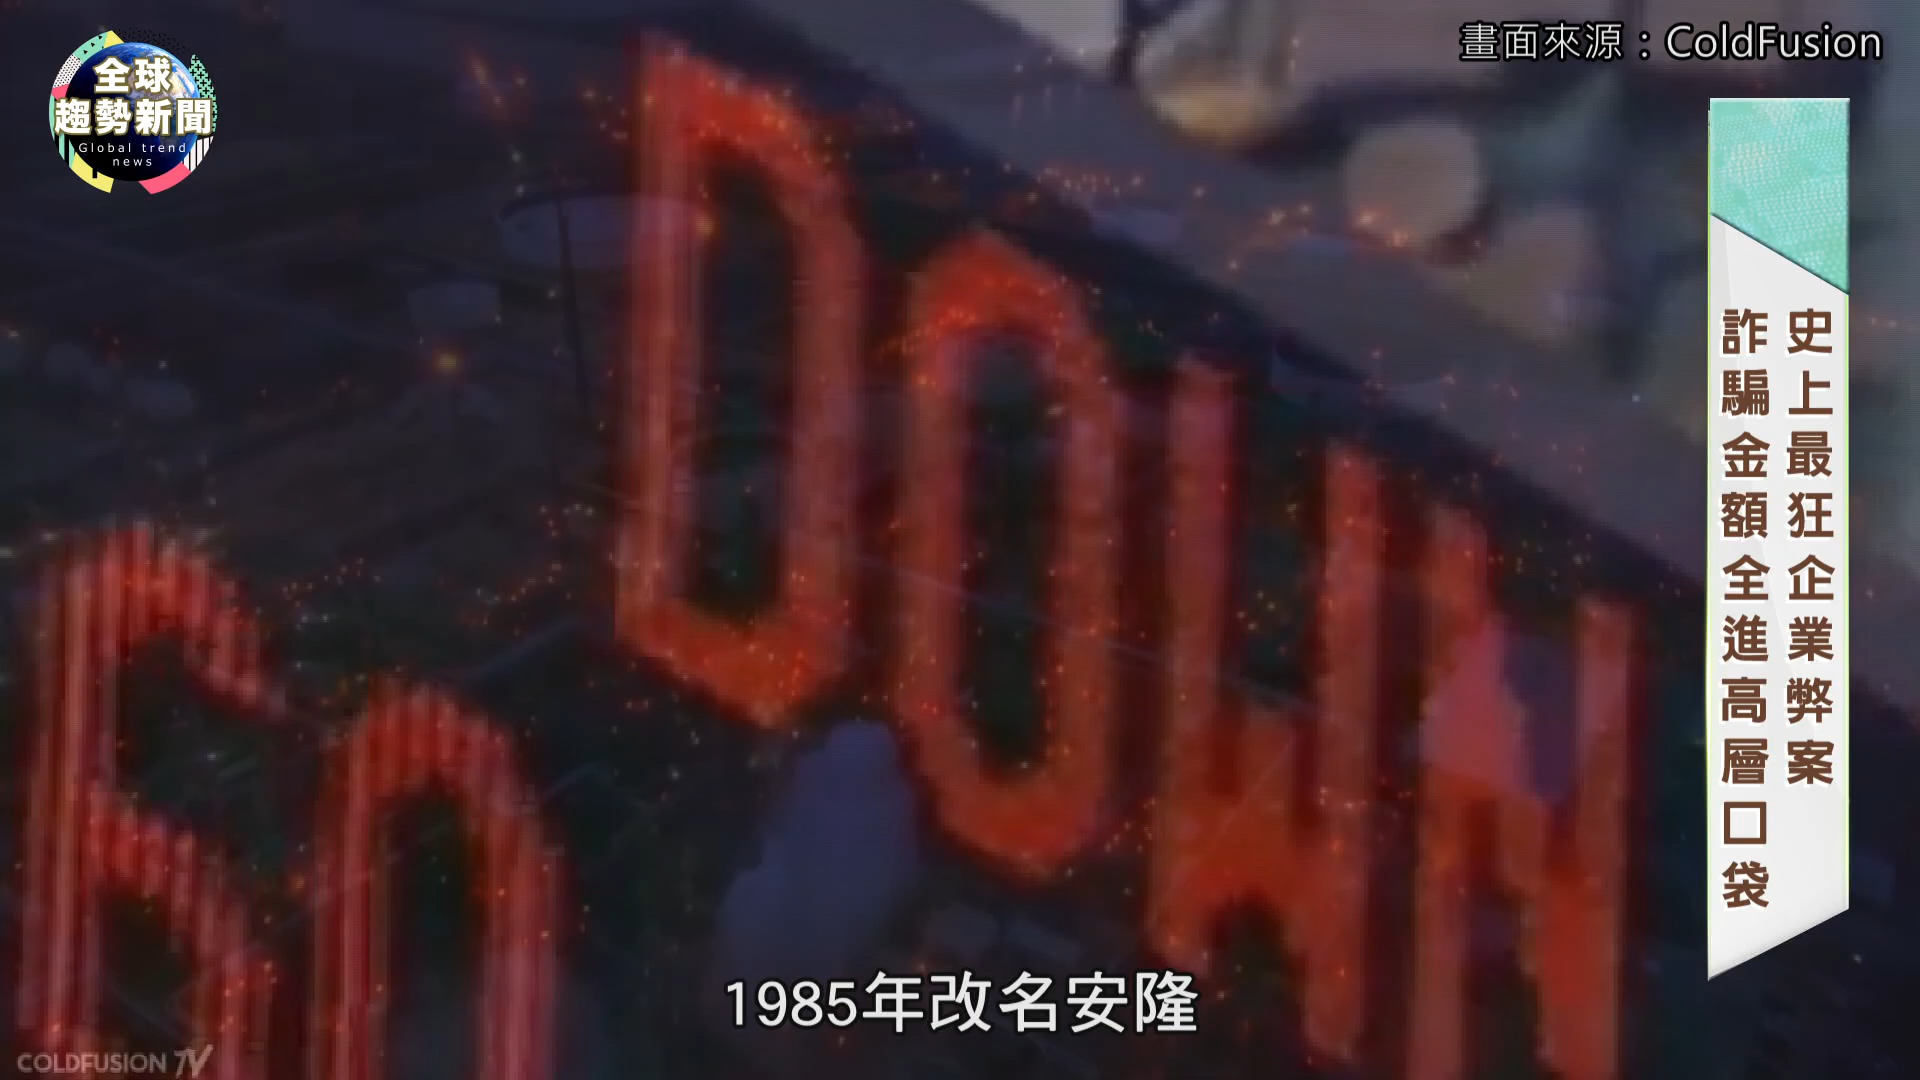 全球
趨勢新聞
Global trend
news
畫面來源：ColdFusion
史上最狂企業弊案
詐騙金額全進高層口袋
DOWN
60
1985年改名安隆
COLDFUSION TV